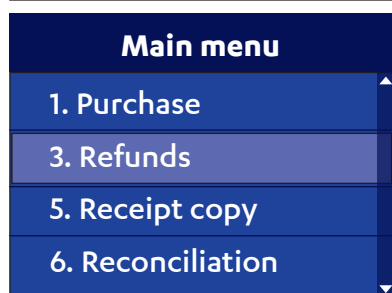 Main menu
1. Purchase
3. Refunds
5. Receipt copy
6. Reconciliation